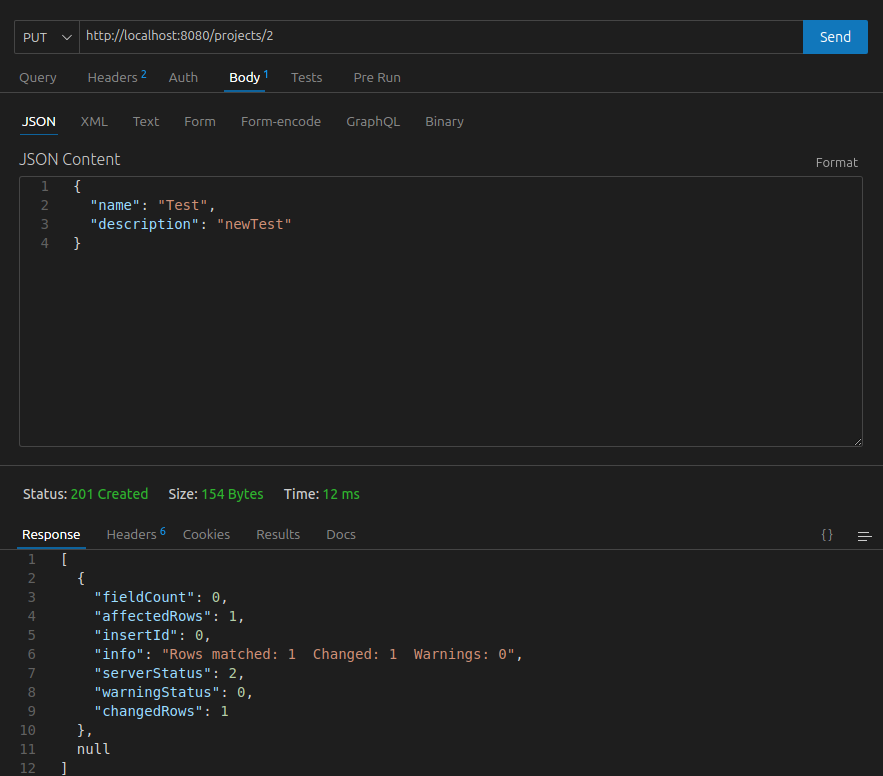 PUT http://localhost:8080/projects/2 Send
Query Headers 2 Auth Body 1 Tests Pre Run
JSON XML Text Form Form-encode GraphQL Binary
JSON Content Format
1 {
2 "name": "Test",
3 "description": "newTest"
4 }
Status: 201 Created Size: 154 Bytes Time: 12 ms
Response Headers 6 Cookies Results Docs {}
1 [
2 {
3 "fieldCount": 0,
4 "affectedRows": 1,
5 "insertId": 0,
6 "info": "Rows matched: 1  Changed: 1  Warnings: 0",
7 "serverStatus": 2,
8 "warningStatus": 0,
9 "changedRows": 1
10 },
11 null
12 ]